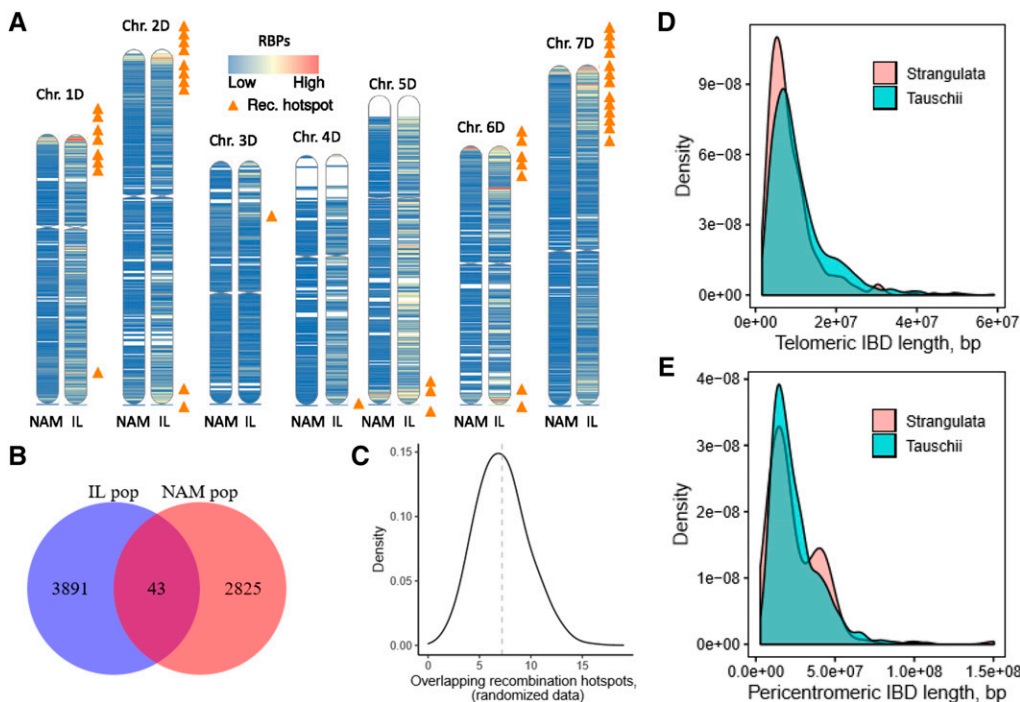 A
Chr. 1D
Chr. 2D
RBPs
Low High
Rec. hotspot
Chr. 3D
Chr. 4D
Chr. 5D
Chr. 6D
Chr. 7D
NAM IL
NAM IL
NAM IL
NAM IL
NAM IL
NAM IL
NAM IL
B
IL pop NAM pop
3891 43 2825
C
Density
0.15
0.10
0.05
0.00
0 5 10 15
Overlapping recombination hotspots,
(randomized data)
D
Density
9e−08
6e−08
3e−08
0e+00
Strangulata
Tauschii
0e+00 2e+07 4e+07 6e+07
Telomeric IBD length, bp
E
Density
4e−08
3e−08
2e−08
1e−08
0e+00
Strangulata
Tauschii
0.0e+00 5.0e+07 1.0e+08 1.5e+08
Pericentromeric IBD length, bp